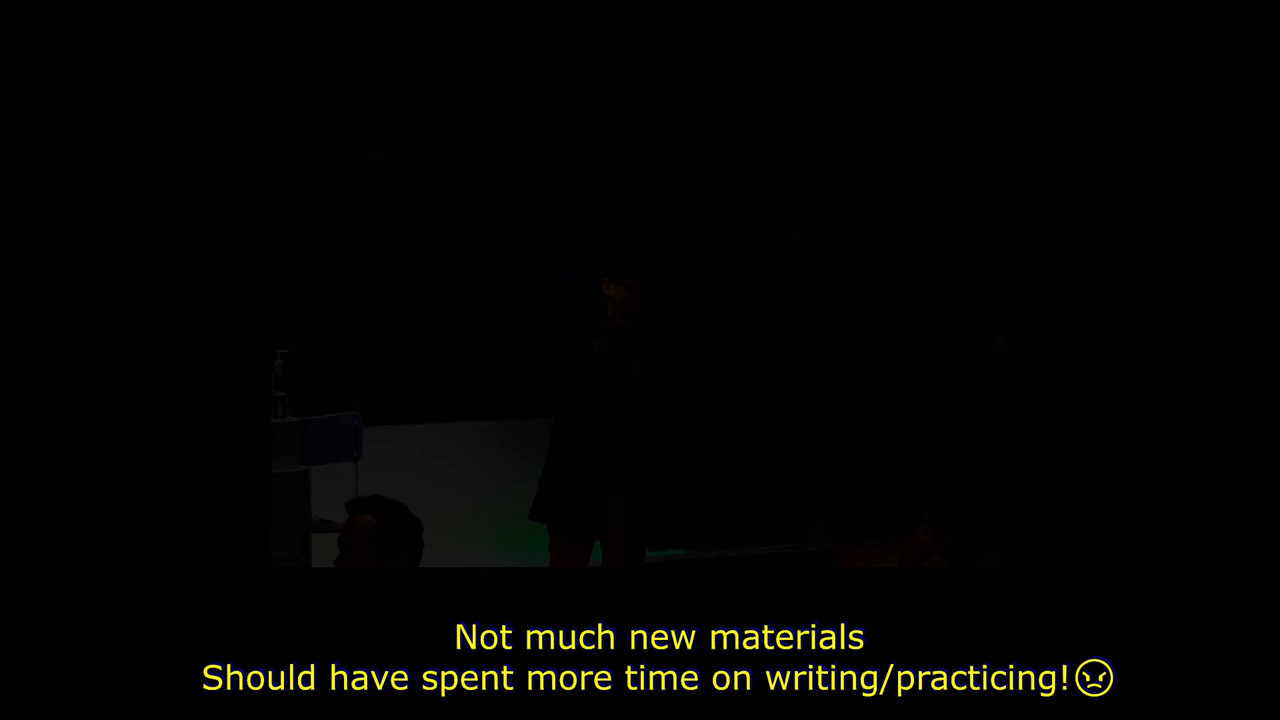 Not much new materials
Should have spent more time on writing/practicing!😠